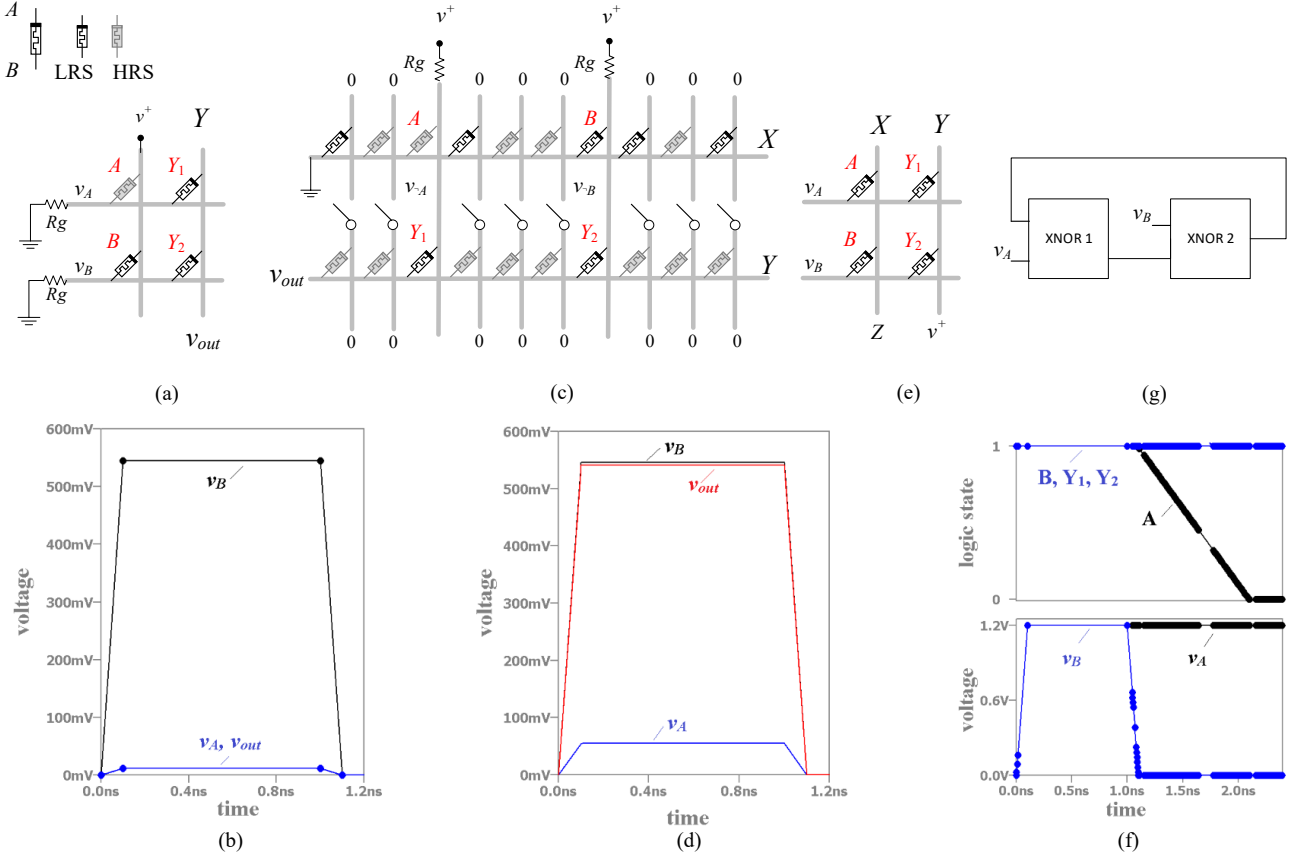 A
B
LRS
HRS
v+
Y
A
Y1
vA
Rg
B
Y2
vB
Rg
vout
(a)
v+
v+
Rg
Rg
0 0 0 0 0 0 0
A
B
X
v¬A
v¬B
Y1
Y2
vout
Y
0 0 0 0 0 0 0
(c)
X
Y
A
Y1
vA
B
Y2
vB
Z
v+
(e)
vA
XNOR 1
vB
XNOR 2
(g)
600mV
500mV
400mV
300mV
200mV
100mV
0mV
voltage
vB
vA, vout
0.0ns 0.4ns 0.8ns 1.2ns
time
(b)
600mV
500mV
400mV
300mV
200mV
100mV
0mV
voltage
vB
vout
vA
0.0ns 0.4ns 0.8ns 1.2ns
time
(d)
1
0
logic state
B, Y1, Y2
A
1.2V
0.6V
0.0V
voltage
vB
vA
0.0ns 0.5ns 1.0ns 1.5ns 2.0ns
time
(f)